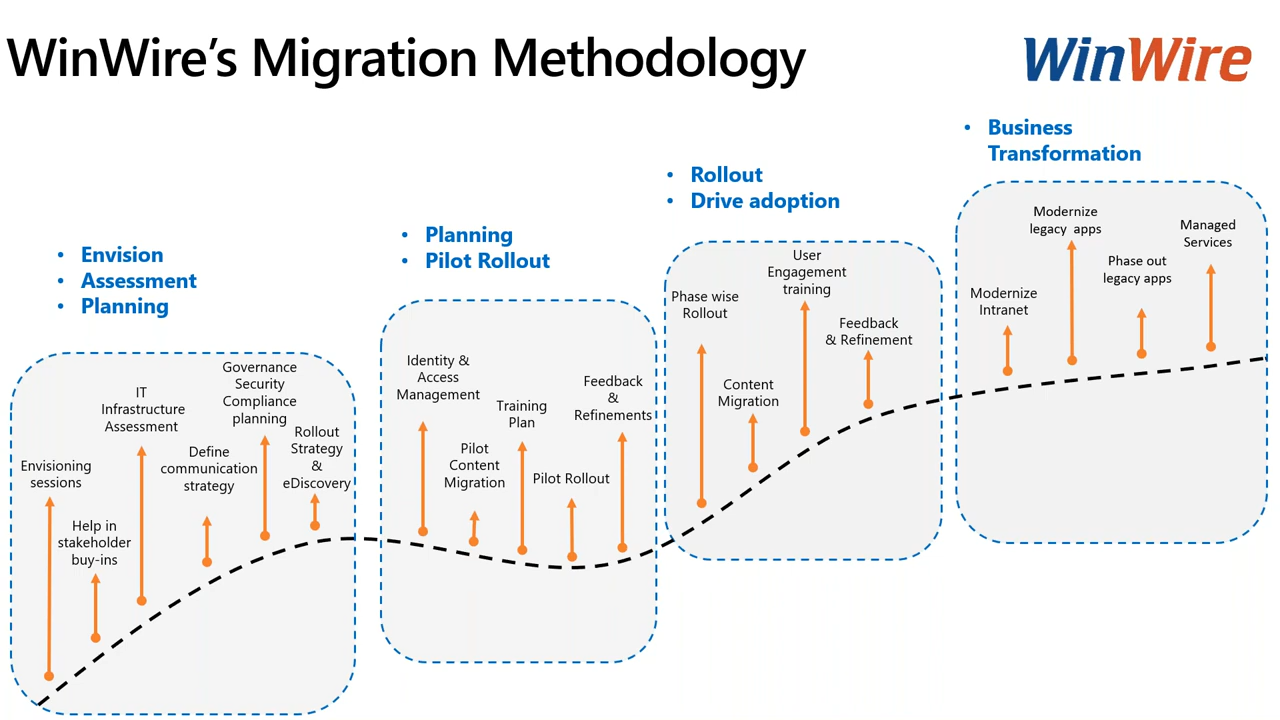 WinWire's Migration Methodology
WinWire
• Envision
• Assessment
• Planning
Envisioning
sessions
Help in
stakeholder
buy-ins
IT
Infrastructure
Assessment
Define
communication
strategy
Governance
Security
Compliance
planning
Rollout
Strategy
&
eDiscovery
• Planning
• Pilot Rollout
Identity &
Access
Management
Pilot
Content
Migration
Training
Plan
Pilot Rollout
Feedback
&
Refinements
• Rollout
• Drive adoption
Phase wise
Rollout
Content
Migration
User
Engagement
training
Feedback
& Refinement
• Business
Transformation
Modernize
Intranet
Modernize
legacy apps
Phase out
legacy apps
Managed
Services